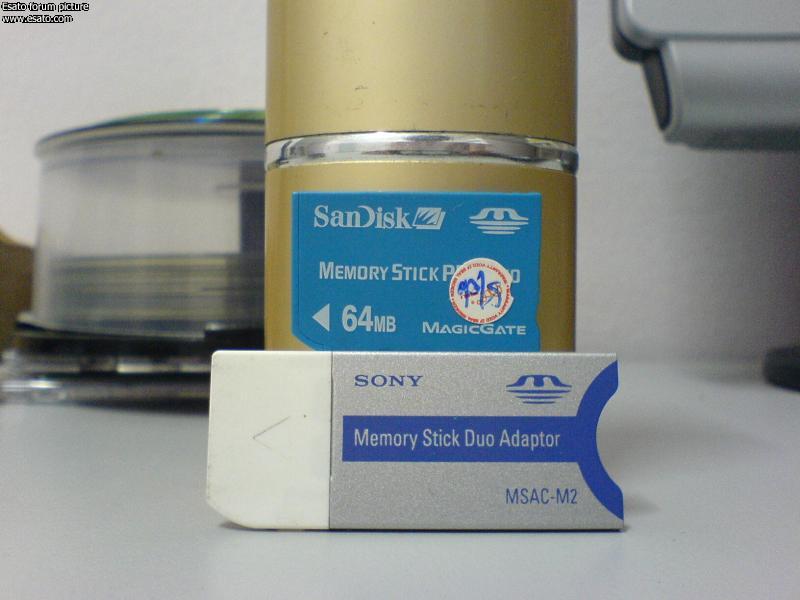 Esato forum picture
www.esato.com
SanDisk
MEMORY STICK
64MB
MAGICGATE
SONY
Memory Stick Duo Adaptor
MSAC-M2